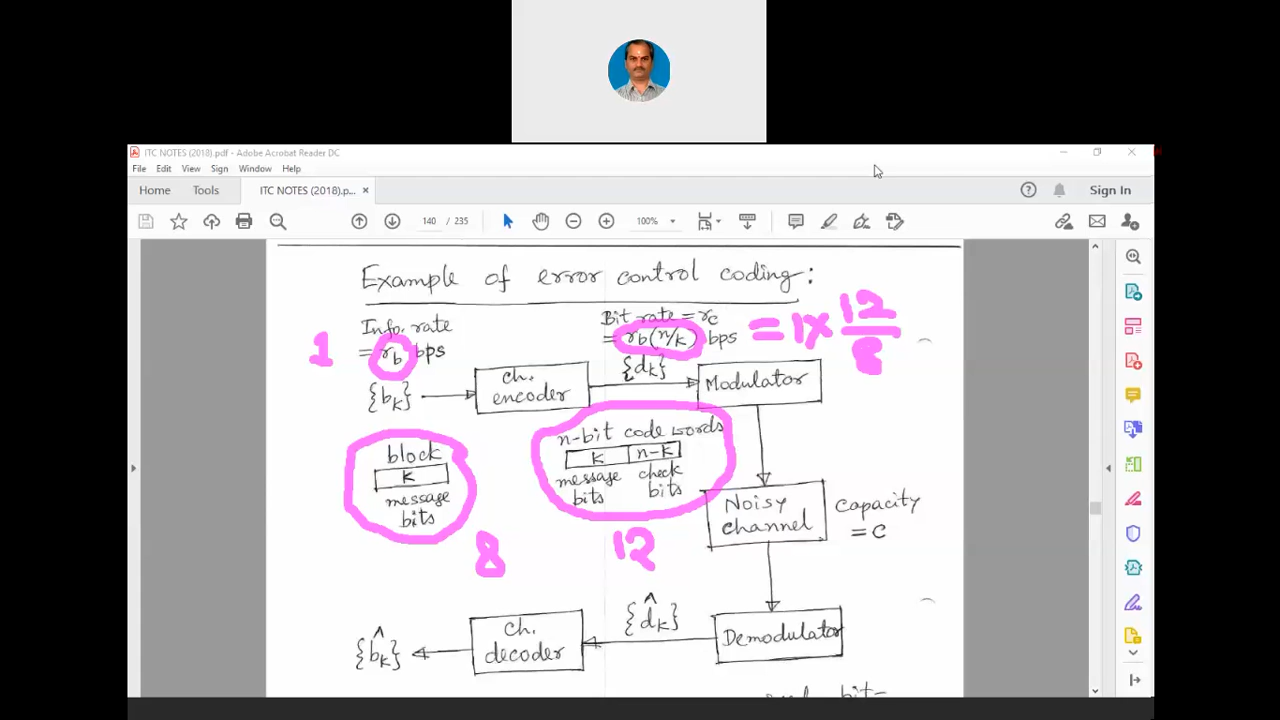 ITC NOTES (2018).pdf - Adobe Acrobat Reader DC
File Edit View Sign Window Help
Home Tools ITC NOTES (2018).p... ×
140 / 235 100% Sign In
Example of error control coding:
Info. rate
= rb bps
1
Bit rate = rc
= rb(n/k) bps
= 1 x 12/8
{bk}
ch.
encoder
{dk}
Modulator
block
k
message
bits
8
n-bit code words
k n-k
message check
bits bits
12
Noisy
channel
capacity
= C
{b̂k}
ch.
decoder
{d̂k}
Demodulator
bit-